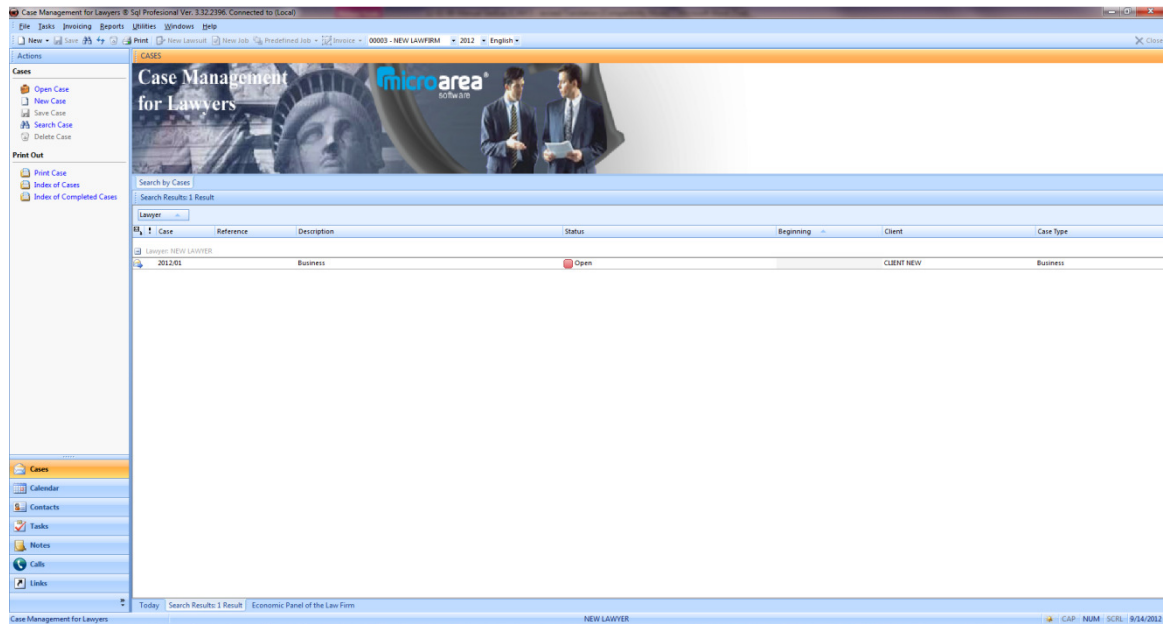 Case Management for Lawyers ® Sql Profesional Ver. 3.32.2396. Connected to (Local)
File Tasks Invoicing Reports Utilities Windows Help
New Save Print New Lawsuit New Job Predefined Job Invoice 00003 - NEW LAWFIRM 2012 English Close
Actions
Cases
Open Case
New Case
Save Case
Search Case
Delete Case
Print Out
Print Case
Index of Cases
Index of Completed Cases
CASES
Case Management
for Lawyers
microarea®
software
Search by Cases
Search Results: 1 Result
Lawyer
! Case Reference Description Status Beginning Client Case Type
Lawyer: NEW LAWYER
2012/01 Business Open CLIENT NEW Business
Cases
Calendar
Contacts
Tasks
Notes
Calls
Links
Today Search Results: 1 Result Economic Panel of the Law Firm
Case Management for Lawyers NEW LAWYER CAP NUM SCRL 9/14/2012